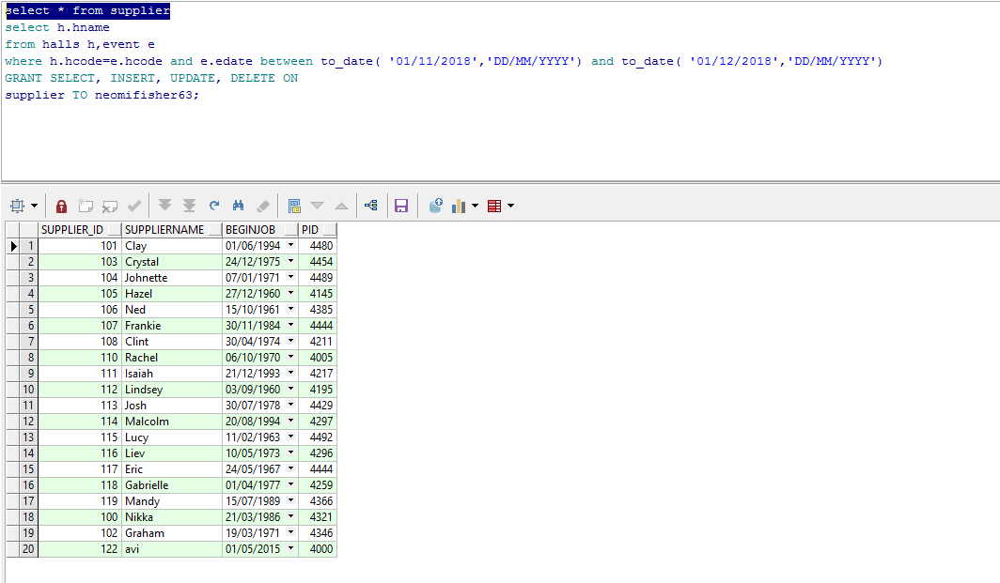 select * from supplier
select h.hname
from halls h,event e
where h.hcode=e.hcode and e.edate between to_date( '01/11/2018','DD/MM/YYYY') and to_date( '01/12/2018','DD/MM/YYYY')
GRANT SELECT, INSERT, UPDATE, DELETE ON
supplier TO neomifisher63;
SUPPLIER_ID SUPPLIERNAME BEGINJOB PID
1 101 Clay 01/06/1994 4480
2 103 Crystal 24/12/1975 4454
3 104 Johnette 07/01/1971 4489
4 105 Hazel 27/12/1960 4145
5 106 Ned 15/10/1961 4385
6 107 Frankie 30/11/1984 4444
7 108 Clint 30/04/1974 4211
8 110 Rachel 06/10/1970 4005
9 111 Isaiah 21/12/1993 4217
10 112 Lindsey 03/09/1960 4195
11 113 Josh 30/07/1978 4429
12 114 Malcolm 20/08/1994 4297
13 115 Lucy 11/02/1963 4492
14 116 Liev 10/05/1973 4296
15 117 Eric 24/05/1967 4444
16 118 Gabrielle 01/04/1977 4259
17 119 Mandy 15/07/1989 4366
18 100 Nikka 21/03/1986 4321
19 102 Graham 19/03/1971 4346
20 122 avi 01/05/2015 4000